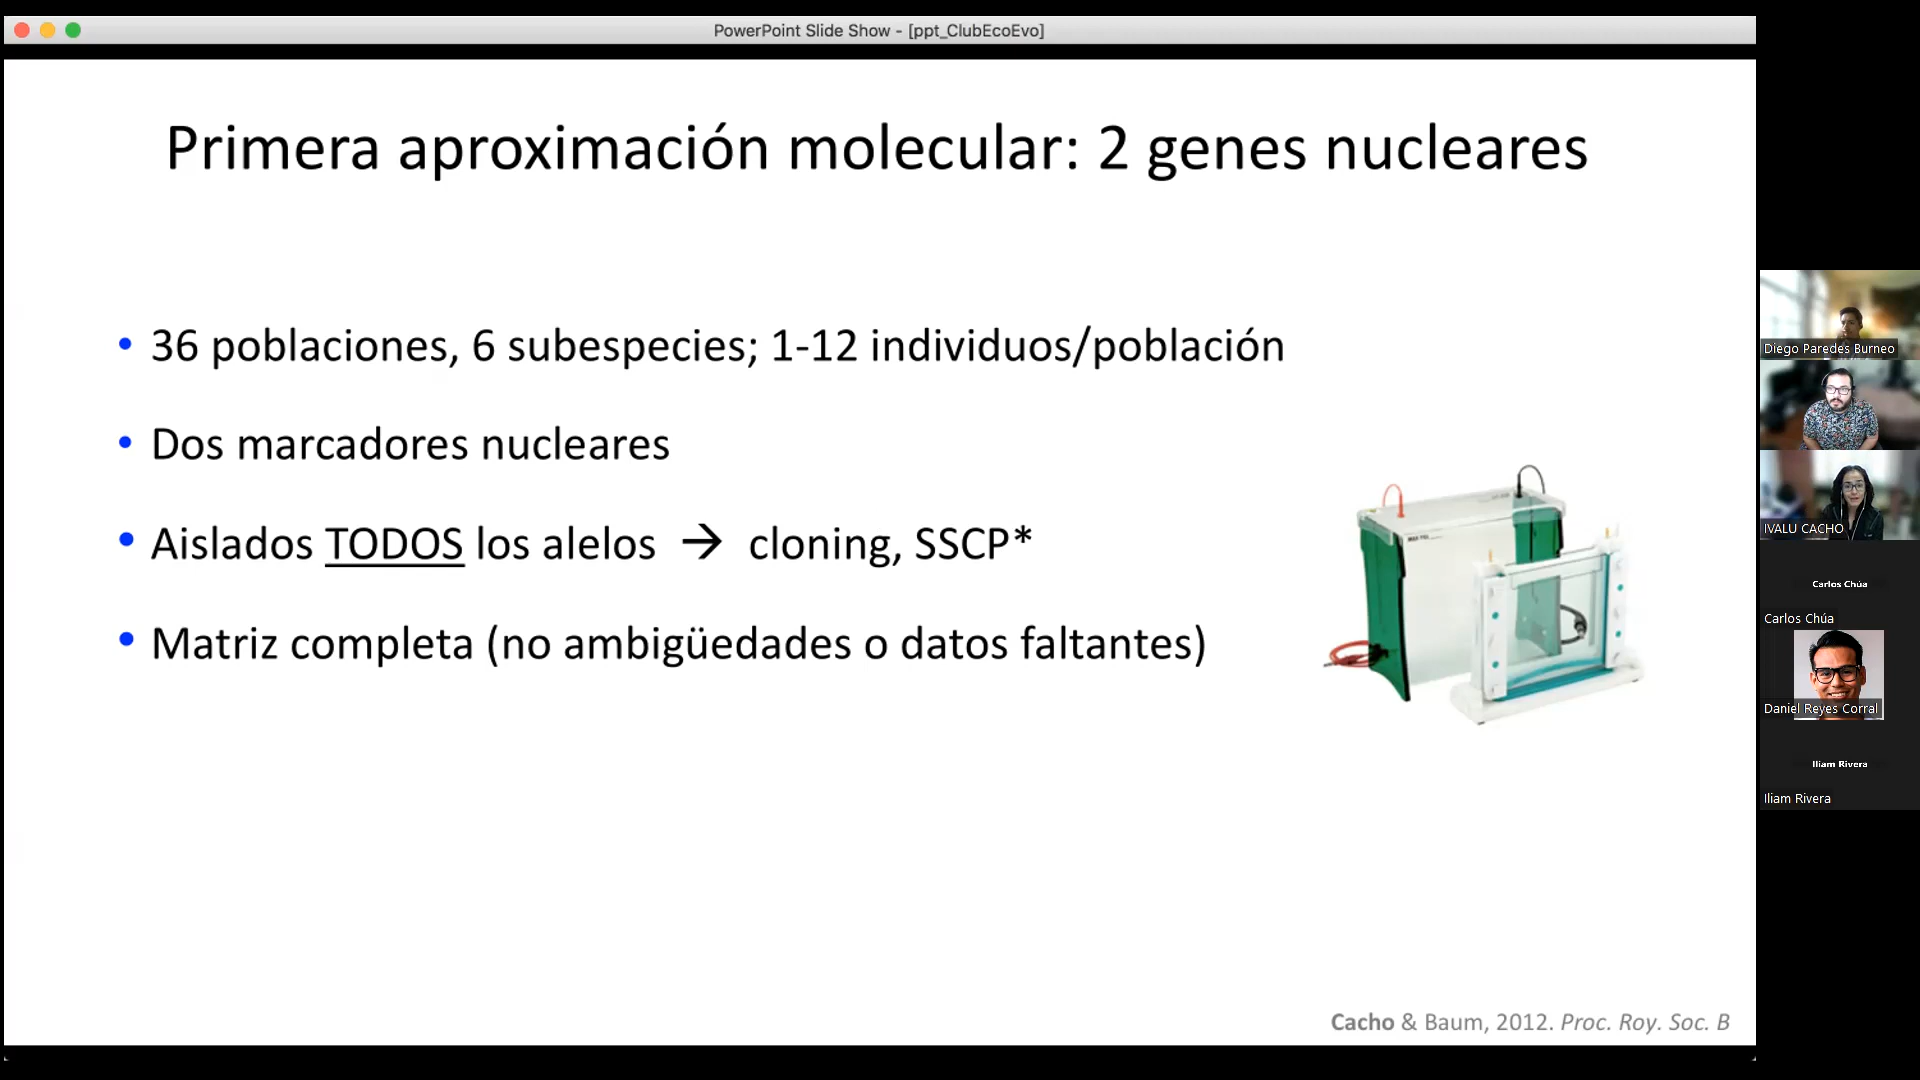 PowerPoint Slide Show - [ppt_ClubEcoEvo]
Primera aproximación molecular: 2 genes nucleares
• 36 poblaciones, 6 subespecies; 1-12 individuos/población
• Dos marcadores nucleares
• Aislados TODOS los alelos → cloning, SSCP*
• Matriz completa (no ambigüedades o datos faltantes)
Cacho & Baum, 2012. Proc. Roy. Soc. B
Diego Paredes Burneo
IVALU CACHO
Carlos Chúa
Carlos Chúa
Daniel Reyes Corral
Iliam Rivera
Iliam Rivera